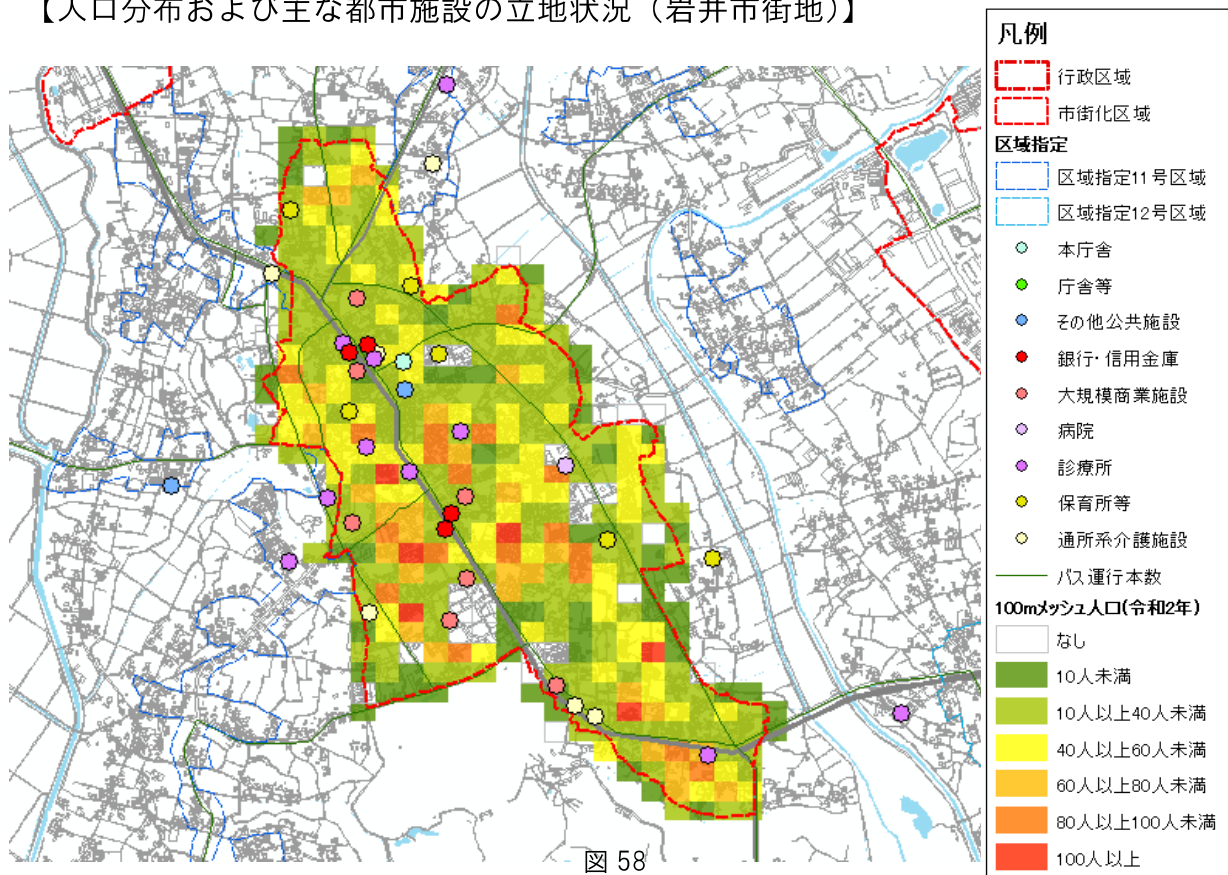 【人口分布および主な都市施設の立地状況（岩井市街地）】
凡例
行政区域
市街化区域
区域指定
区域指定11号区域
区域指定12号区域
本庁舎
庁舎等
その他公共施設
銀行・信用金庫
大規模商業施設
病院
診療所
保育所等
通所系介護施設
バス運行本数
100mメッシュ人口(令和2年)
なし
10人未満
10人以上40人未満
40人以上60人未満
60人以上80人未満
80人以上100人未満
100人以上
図 58